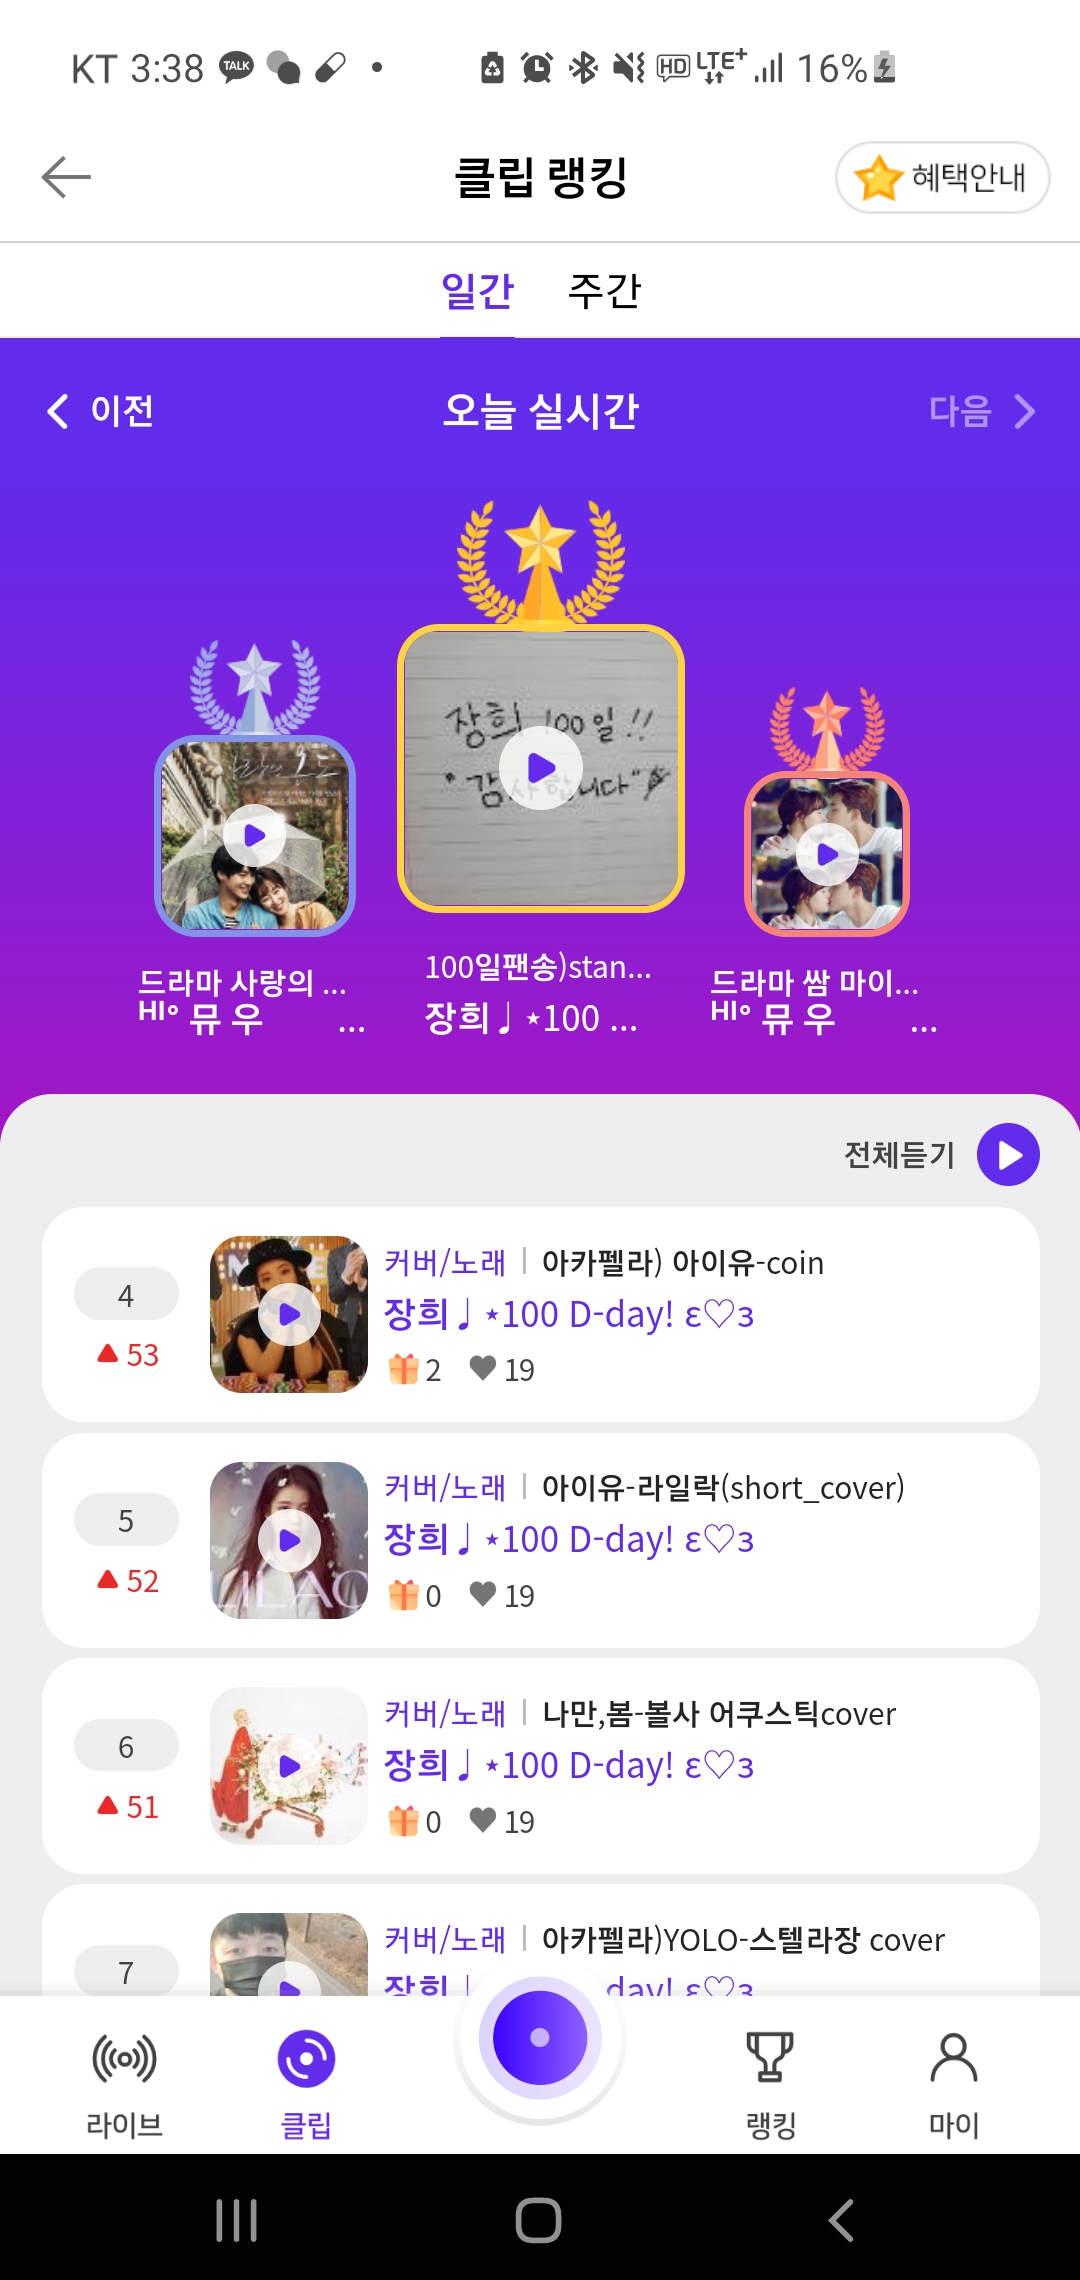 KT 3:38 TALK HD LTE+ 16%
클립 랭킹
혜택안내
일간 주간
이전 오늘 실시간 다음
장희 100일!!
"감사합니다"
드라마 사랑의 ...
HI° 뮤 우 ...
100일팬송)stan...
장희♩⋆100 ...
드라마 쌈 마이...
HI° 뮤 우 ...
전체듣기
4
53
커버/노래 | 아카펠라) 아이유-coin
장희♩⋆100 D-day! ε♡з
2 19
5
52
LILAC
커버/노래 | 아이유-라일락(short_cover)
장희♩⋆100 D-day! ε♡з
0 19
6
51
커버/노래 | 나만,봄-볼사 어쿠스틱cover
장희♩⋆100 D-day! ε♡з
0 19
7
커버/노래 | 아카펠라)YOLO-스텔라장 cover
장희♩ day! ε♡з
라이브 클립 랭킹 마이